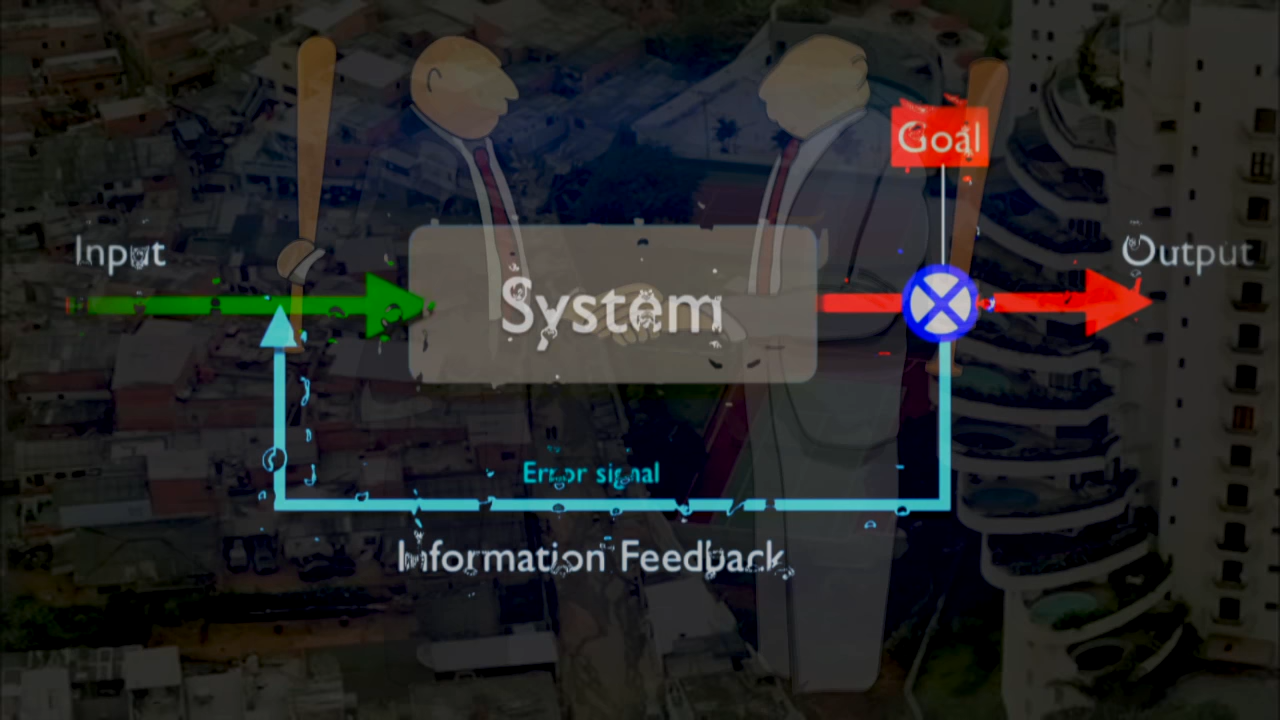 Goal
Input
Output
System
Error signal
Information Feedback